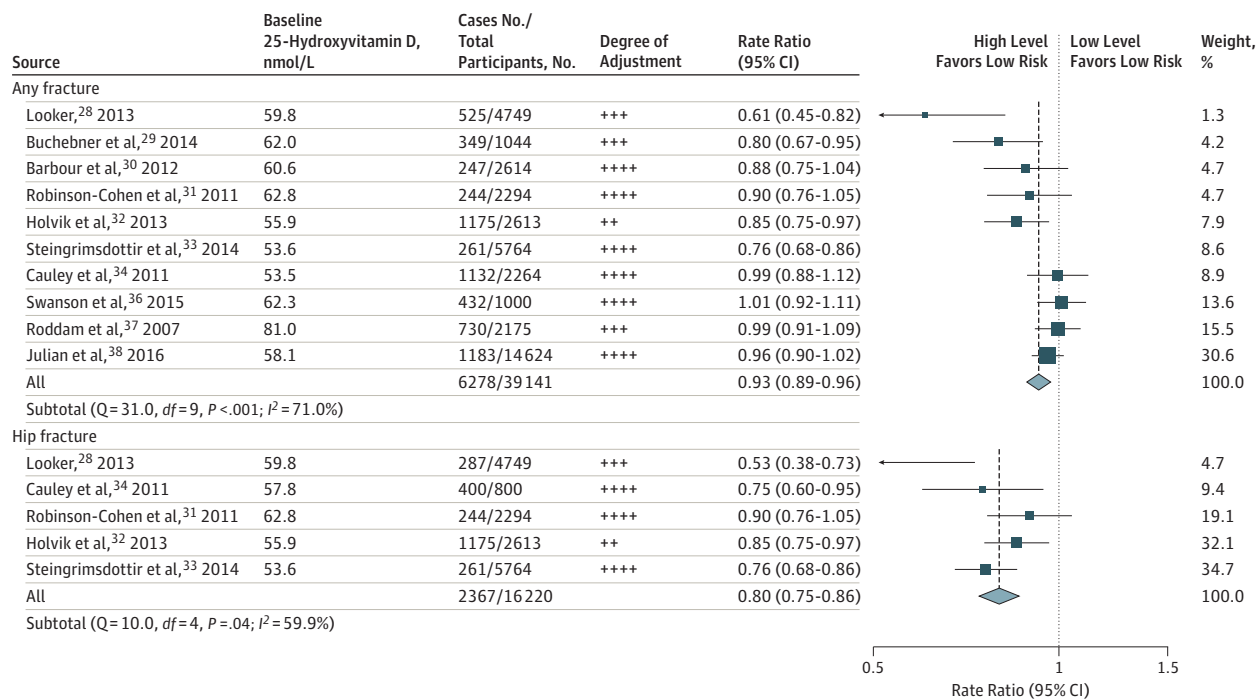 Source Baseline 25-Hydroxyvitamin D, nmol/L Cases No./ Total Participants, No. Degree of Adjustment Rate Ratio (95% CI) High Level Favors Low Risk Low Level Favors Low Risk Weight, %
Any fracture
Looker,28 2013 59.8 525/4749 +++ 0.61 (0.45-0.82) 1.3
Buchebner et al,29 2014 62.0 349/1044 +++ 0.80 (0.67-0.95) 4.2
Barbour et al,30 2012 60.6 247/2614 ++++ 0.88 (0.75-1.04) 4.7
Robinson-Cohen et al,31 2011 62.8 244/2294 ++++ 0.90 (0.76-1.05) 4.7
Holvik et al,32 2013 55.9 1175/2613 ++ 0.85 (0.75-0.97) 7.9
Steingrimsdottir et al,33 2014 53.6 261/5764 ++++ 0.76 (0.68-0.86) 8.6
Cauley et al,34 2011 53.5 1132/2264 ++++ 0.99 (0.88-1.12) 8.9
Swanson et al,36 2015 62.3 432/1000 ++++ 1.01 (0.92-1.11) 13.6
Roddam et al,37 2007 81.0 730/2175 +++ 0.99 (0.91-1.09) 15.5
Julian et al,38 2016 58.1 1183/14 624 ++++ 0.96 (0.90-1.02) 30.6
All 6278/39 141 0.93 (0.89-0.96) 100.0
Subtotal (Q = 31.0, df = 9, P <.001; I2 = 71.0%)
Hip fracture
Looker,28 2013 59.8 287/4749 +++ 0.53 (0.38-0.73) 4.7
Cauley et al,34 2011 57.8 400/800 ++++ 0.75 (0.60-0.95) 9.4
Robinson-Cohen et al,31 2011 62.8 244/2294 ++++ 0.90 (0.76-1.05) 19.1
Holvik et al,32 2013 55.9 1175/2613 ++ 0.85 (0.75-0.97) 32.1
Steingrimsdottir et al,33 2014 53.6 261/5764 ++++ 0.76 (0.68-0.86) 34.7
All 2367/16 220 0.80 (0.75-0.86) 100.0
Subtotal (Q = 10.0, df = 4, P =.04; I2 = 59.9%)
0.5 1 1.5
Rate Ratio (95% CI)